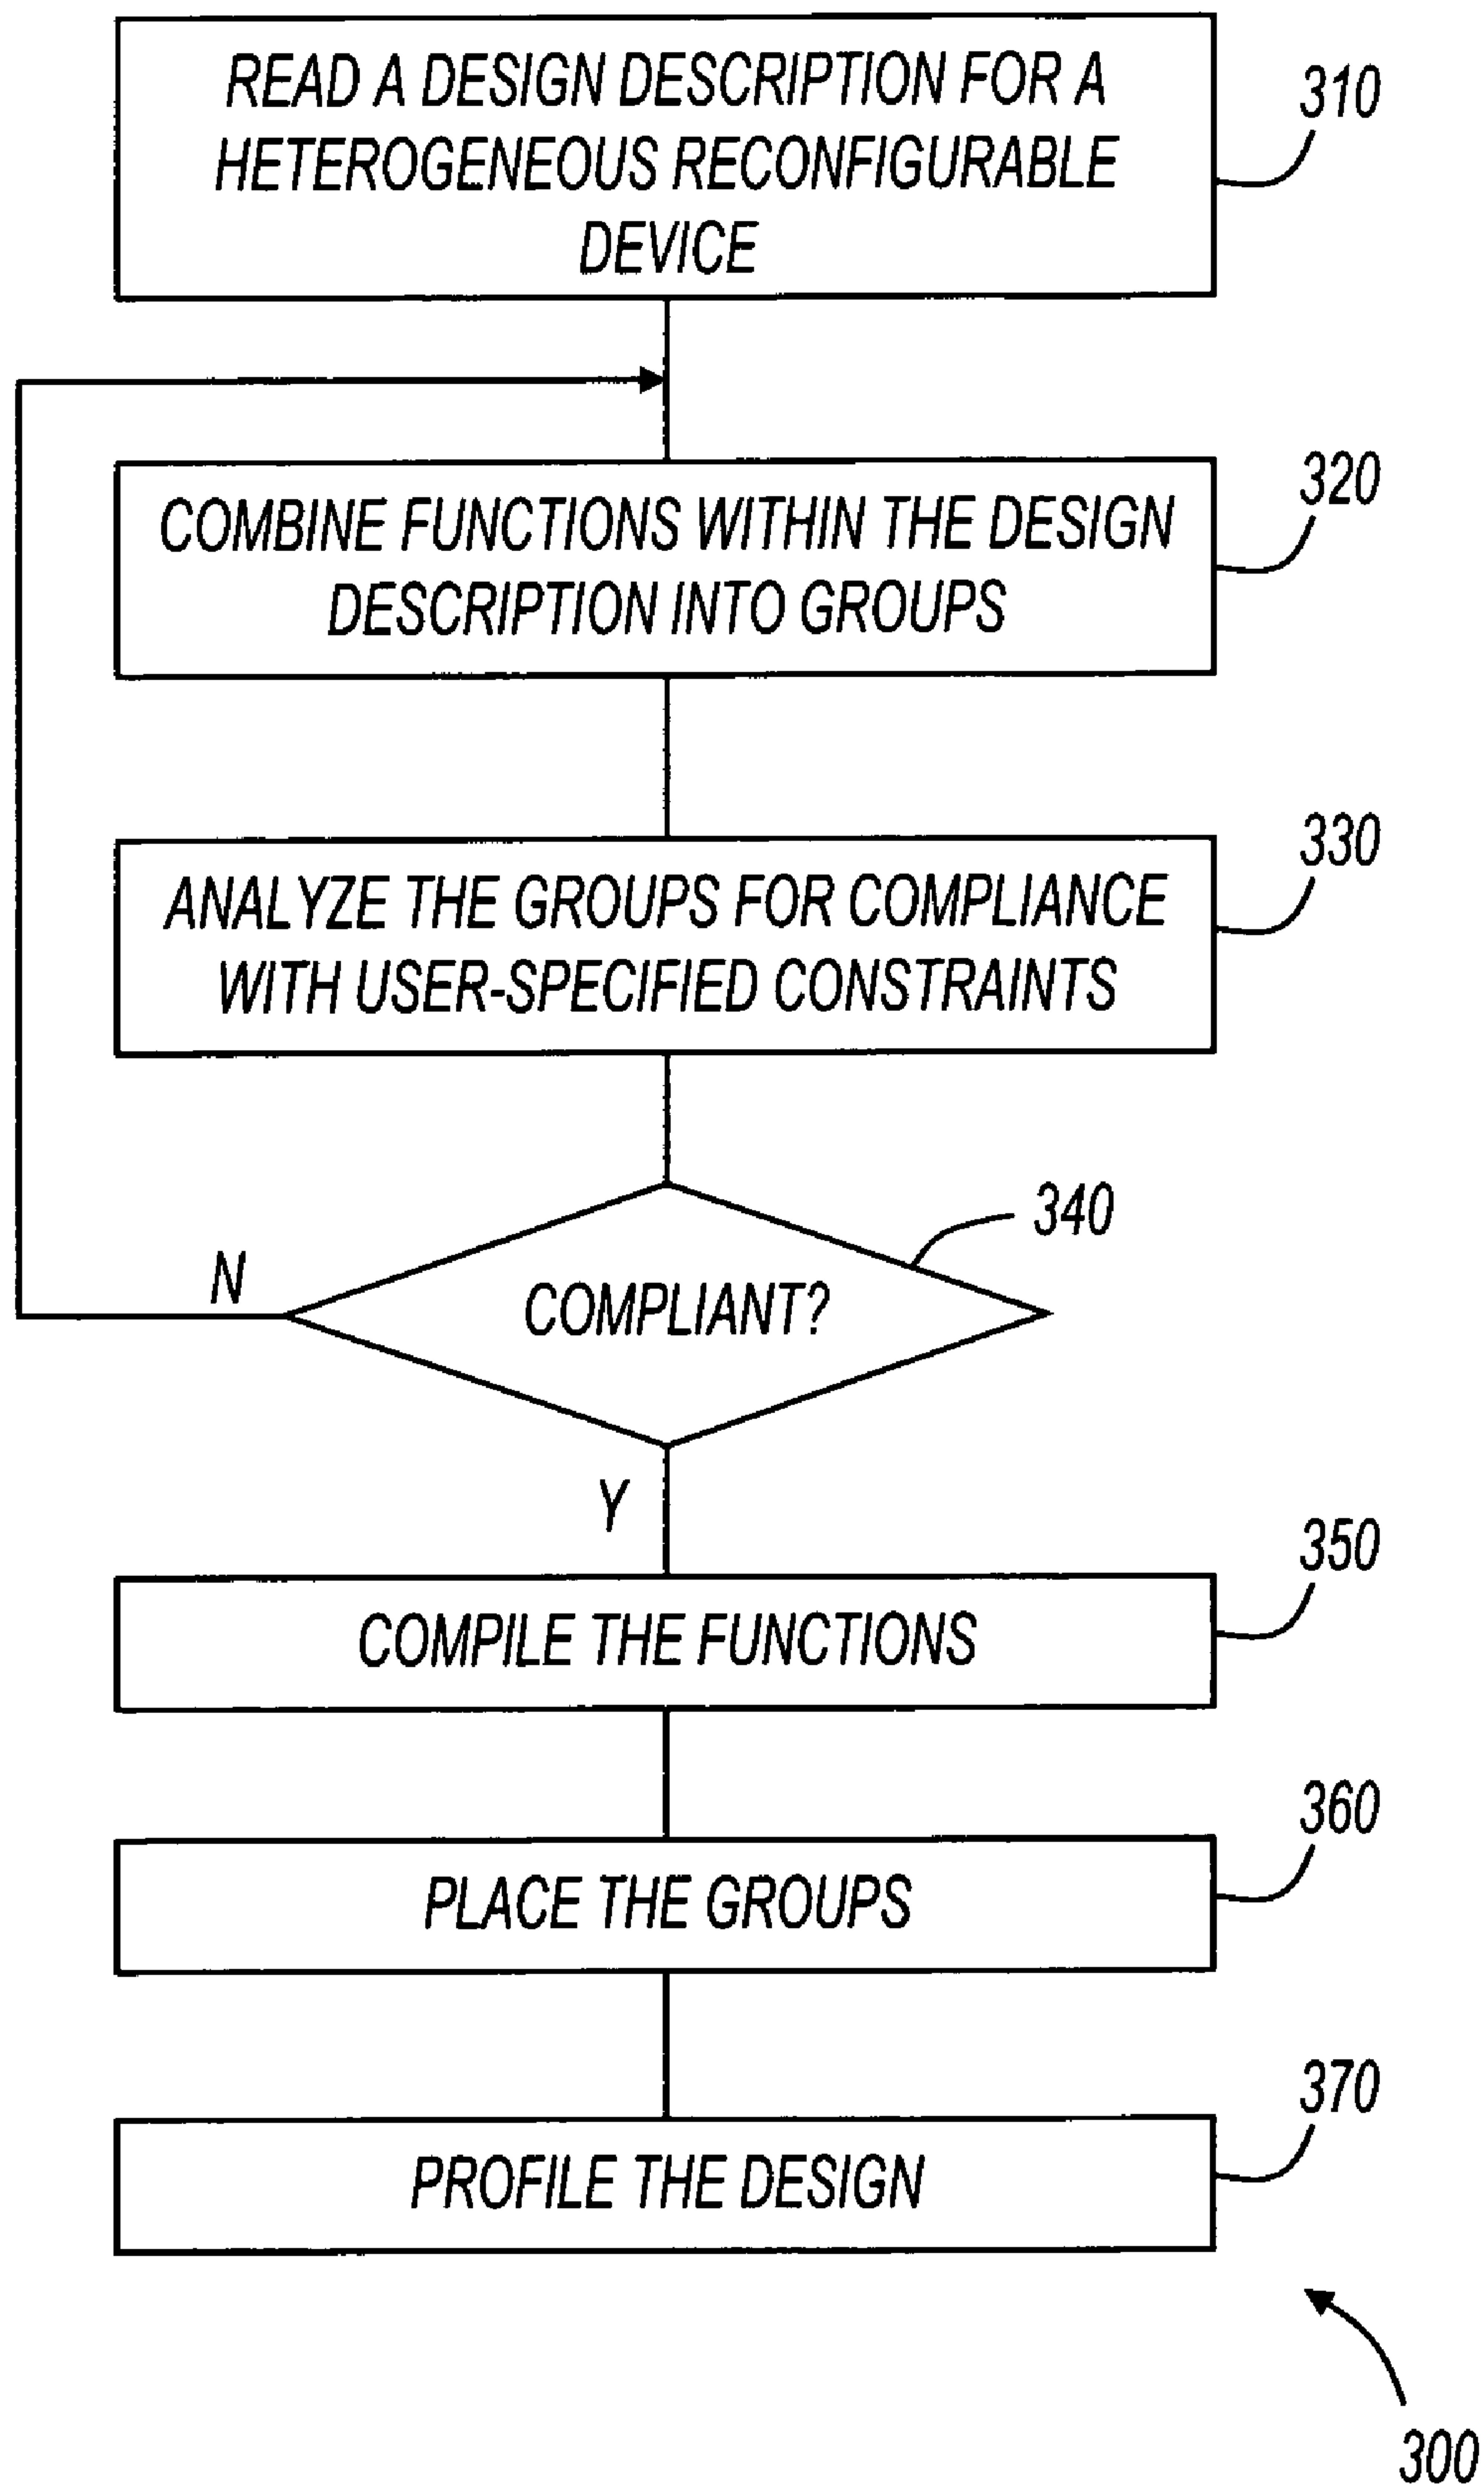 READ A DESIGN DESCRIPTION FOR A
HETEROGENEOUS RECONFIGURABLE
DEVICE
310
COMBINE FUNCTIONS WITHIN THE DESIGN
DESCRIPTION INTO GROUPS
320
ANALYZE THE GROUPS FOR COMPLIANCE
WITH USER-SPECIFIED CONSTRAINTS
330
340
N
COMPLIANT?
Y
COMPILE THE FUNCTIONS
350
PLACE THE GROUPS
360
PROFILE THE DESIGN
370
300